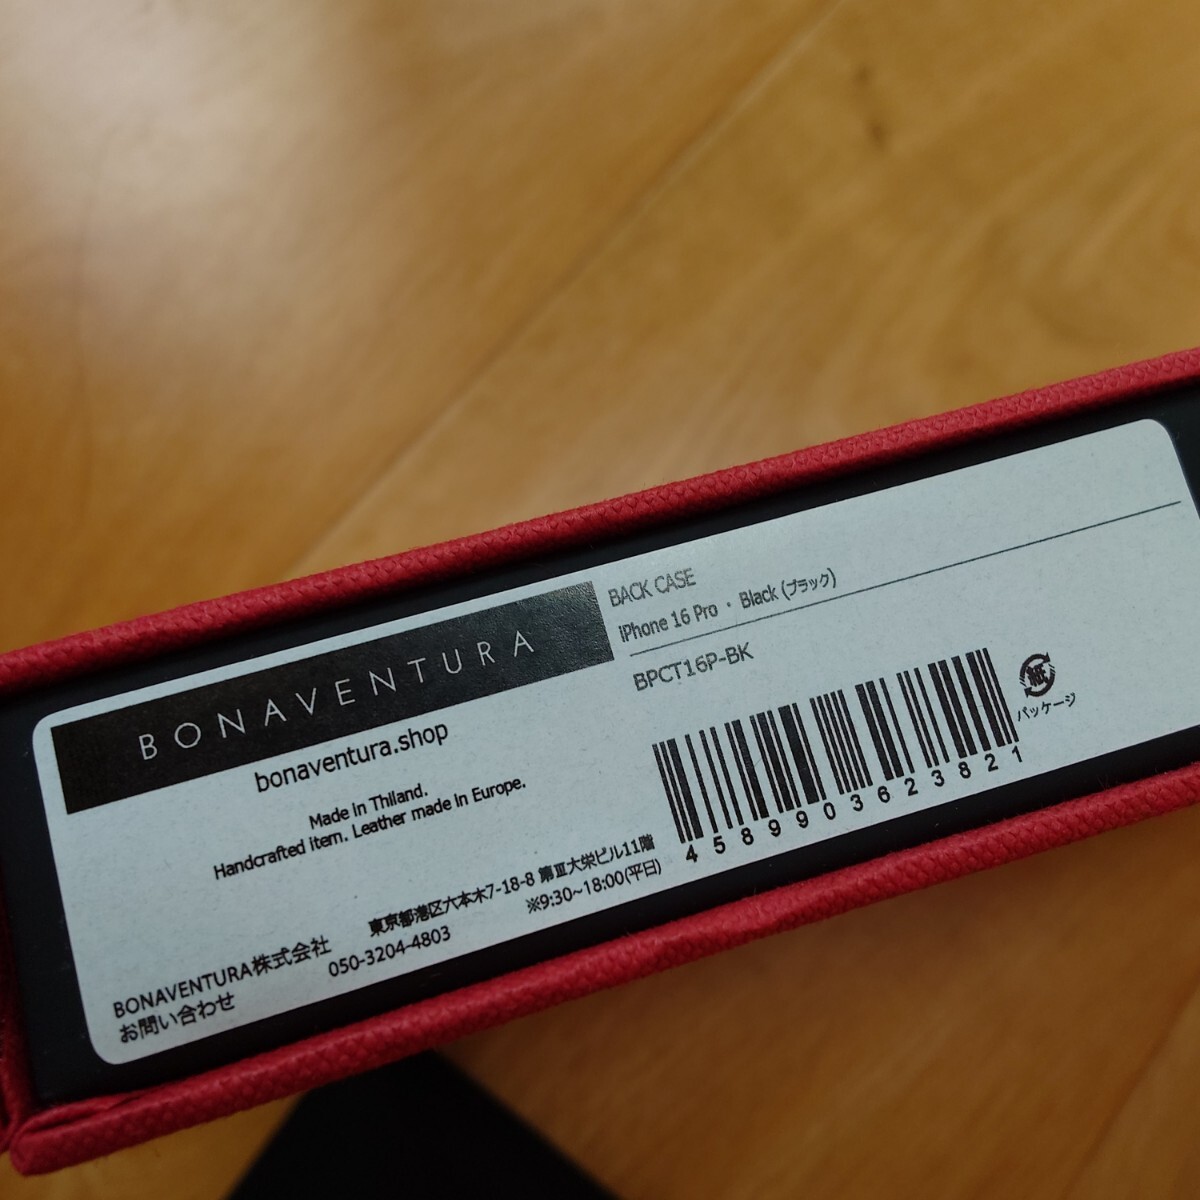 BONAVENTURA
bonaventura.shop
Made in Thiland.
Handcrafted item. Leather made in Europe.
BONAVENTURA株式会社 東京都港区六本木7-18-8 第Ⅲ大栄ビル11階
お問い合わせ 050-3204-4803 ※9:30~18:00(平日)
BACK CASE
iPhone 16 Pro・Black (ブラック)
BPCT16P-BK
4589903623821
紙
パッケージ